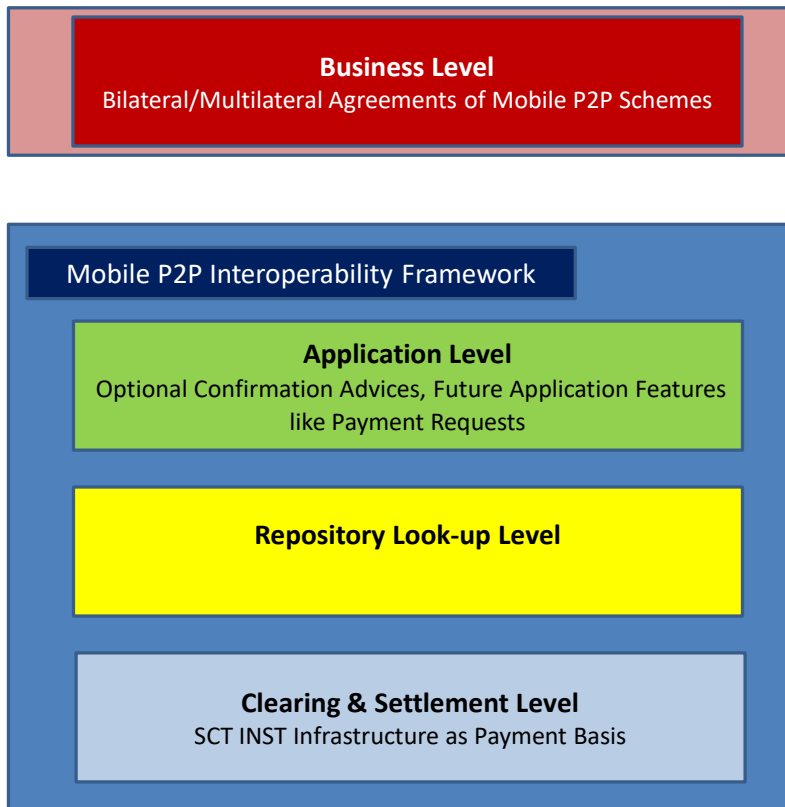 Business Level
Bilateral/Multilateral Agreements of Mobile P2P Schemes
Mobile P2P Interoperability Framework
Application Level
Optional Confirmation Advices, Future Application Features
like Payment Requests
Repository Look-up Level
Clearing & Settlement Level
SCT INST Infrastructure as Payment Basis